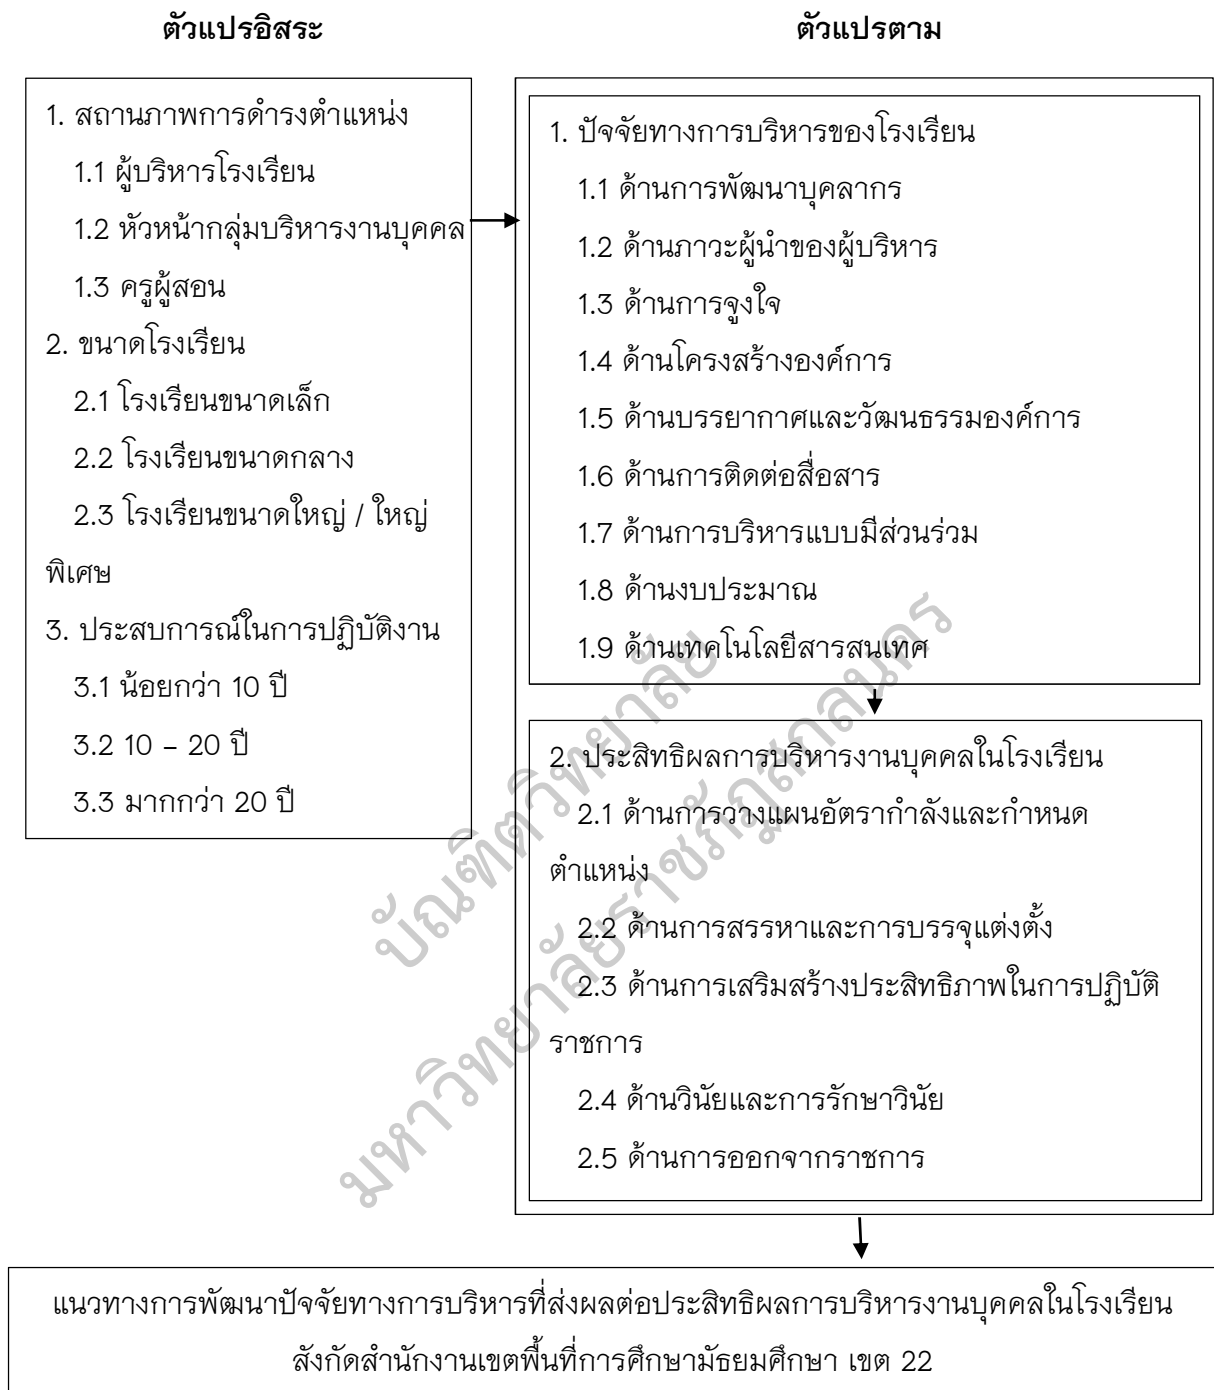 ตัวแปรอิสระ
1. สถานภาพการดำรงตำแหน่ง
1.1 ผู้บริหารโรงเรียน
1.2 หัวหน้ากลุ่มบริหารงานบุคคล
1.3 ครูผู้สอน
2. ขนาดโรงเรียน
2.1 โรงเรียนขนาดเล็ก
2.2 โรงเรียนขนาดกลาง
2.3 โรงเรียนขนาดใหญ่ / ใหญ่
พิเศษ
3. ประสบการณ์ในการปฏิบัติงาน
3.1 น้อยกว่า 10 ปี
3.2 10 – 20 ปี
3.3 มากกว่า 20 ปี
ตัวแปรตาม
1. ปัจจัยทางการบริหารของโรงเรียน
1.1 ด้านการพัฒนาบุคลากร
1.2 ด้านภาวะผู้นำของผู้บริหาร
1.3 ด้านการจูงใจ
1.4 ด้านโครงสร้างองค์การ
1.5 ด้านบรรยากาศและวัฒนธรรมองค์การ
1.6 ด้านการติดต่อสื่อสาร
1.7 ด้านการบริหารแบบมีส่วนร่วม
1.8 ด้านงบประมาณ
1.9 ด้านเทคโนโลยีสารสนเทศ
2. ประสิทธิผลการบริหารงานบุคคลในโรงเรียน
2.1 ด้านการวางแผนอัตรากำลังและกำหนด
ตำแหน่ง
2.2 ด้านการสรรหาและการบรรจุแต่งตั้ง
2.3 ด้านการเสริมสร้างประสิทธิภาพในการปฏิบัติ
ราชการ
2.4 ด้านวินัยและการรักษาวินัย
2.5 ด้านการออกจากราชการ
แนวทางการพัฒนาปัจจัยทางการบริหารที่ส่งผลต่อประสิทธิผลการบริหารงานบุคคลในโรงเรียน
สังกัดสำนักงานเขตพื้นที่การศึกษามัธยมศึกษา เขต 22
บัณฑิตวิทยาลัย
มหาวิทยาลัยราชภัฏสกลนคร